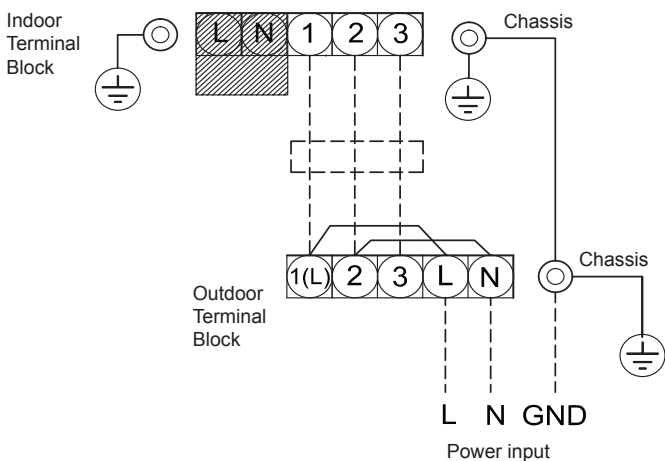 Indoor
Terminal
Block
L N 1 2 3
Chassis
1(L) 2 3 L N
Chassis
Outdoor
Terminal
Block
L N GND
Power input